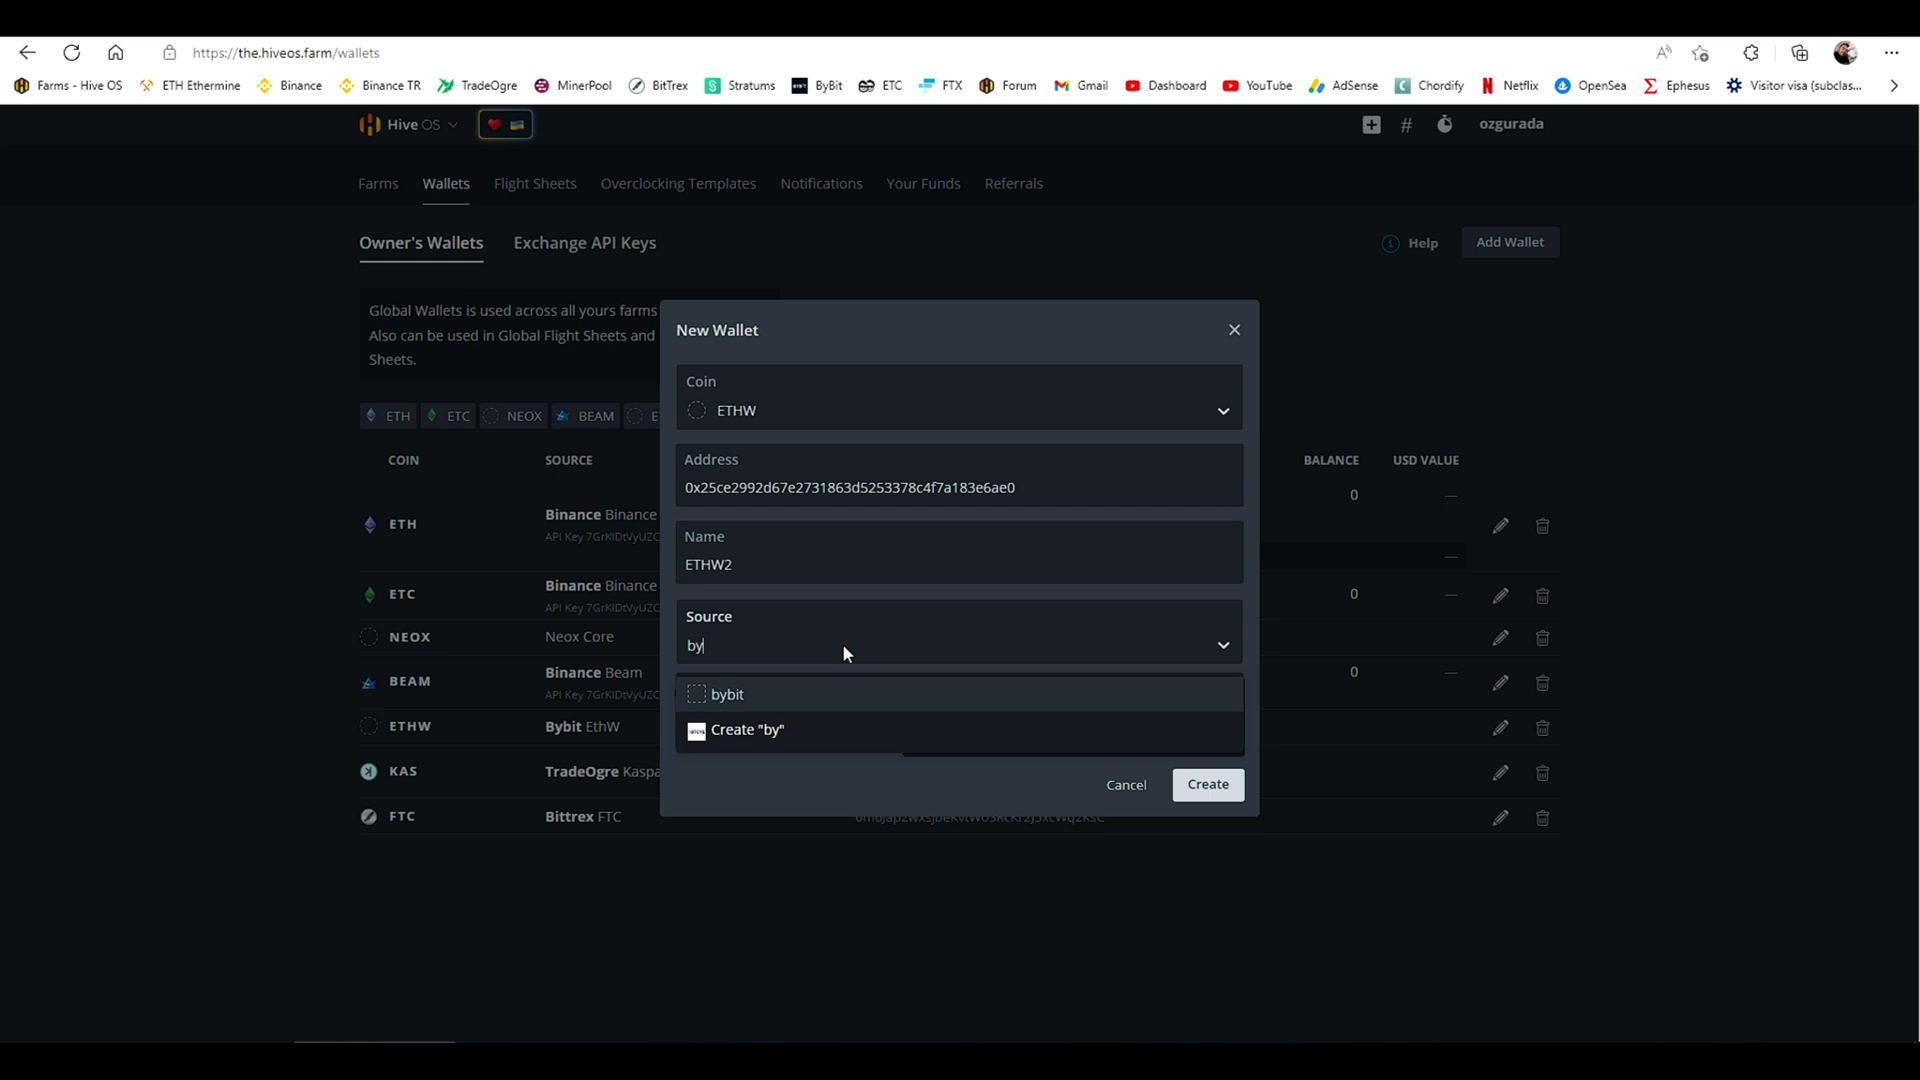 https://the.hiveos.farm/wallets
Farms - Hive OS ETH Ethermine Binance Binance TR TradeOgre MinerPool BitTrex Stratums ByBit ETC FTX Forum Gmail Dashboard YouTube AdSense Chordify Netflix OpenSea Ephesus Visitor visa (subclas...
Hive OS
ozgurada
Farms Wallets Flight Sheets Overclocking Templates Notifications Your Funds Referrals
Owner's Wallets Exchange API Keys Help Add Wallet
Global Wallets is used across all yours farms
Also can be used in Global Flight Sheets and
Sheets.
New Wallet
Coin
ETHW
ETH ETC NEOX BEAM E
Address
0x25ce2992d67e2731863d5253378c4f7a183e6ae0
COIN SOURCE BALANCE USD VALUE
0 —
ETH Binance Binance
API Key 7GrKIDtVyUZC
Name
ETHW2
—
ETC Binance Binance 0 —
API Key 7GrKIDtVyUZC
Source
by
NEOX Neox Core
BEAM Binance Beam 0 —
API Key 7GrKIDtVyUZC
bybit
Create "by"
ETHW Bybit EthW
KAS TradeOgre Kaspa
Cancel Create
FTC Bittrex FTC